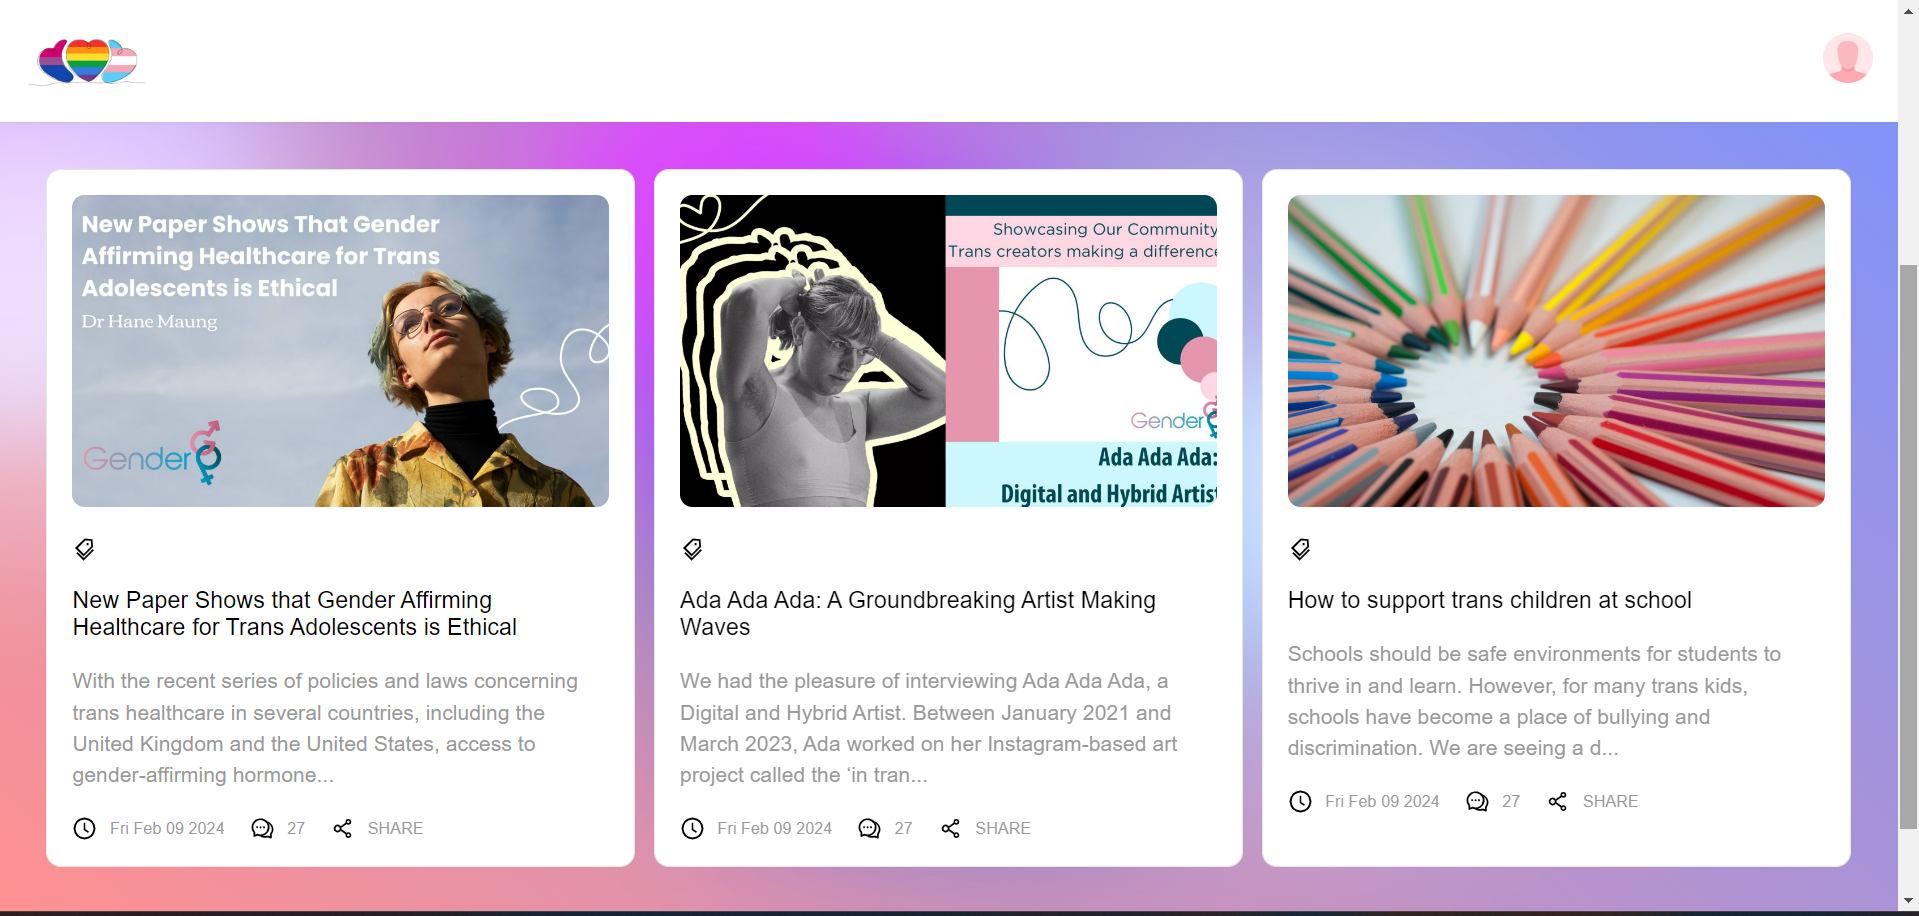 New Paper Shows That Gender
Affirming Healthcare for Trans
Adolescents is Ethical
Dr Hane Maung
Gender
New Paper Shows that Gender Affirming
Healthcare for Trans Adolescents is Ethical
With the recent series of policies and laws concerning
trans healthcare in several countries, including the
United Kingdom and the United States, access to
gender-affirming hormone...
Fri Feb 09 2024 27 SHARE
Showcasing Our Community
Trans creators making a difference
Gender
Ada Ada Ada:
Digital and Hybrid Artist
Ada Ada Ada: A Groundbreaking Artist Making
Waves
We had the pleasure of interviewing Ada Ada Ada, a
Digital and Hybrid Artist. Between January 2021 and
March 2023, Ada worked on her Instagram-based art
project called the ‘in tran...
Fri Feb 09 2024 27 SHARE
How to support trans children at school
Schools should be safe environments for students to
thrive in and learn. However, for many trans kids,
schools have become a place of bullying and
discrimination. We are seeing a d...
Fri Feb 09 2024 27 SHARE